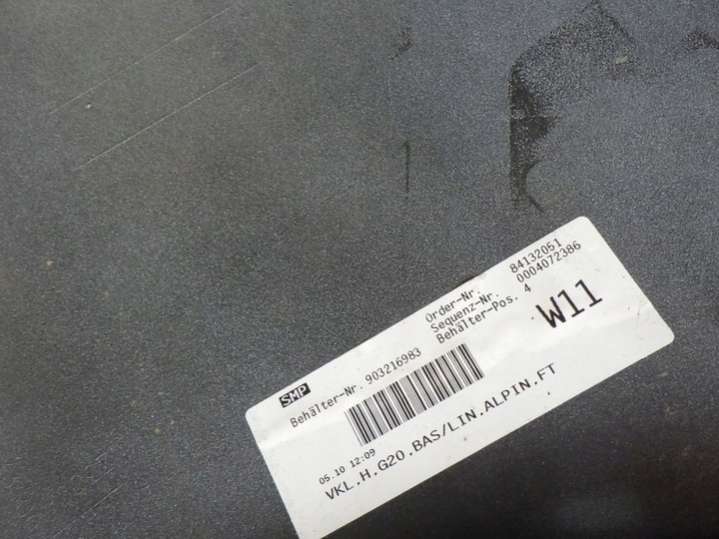 Order-Nr. 84132051
Sequenz-Nr. 0004072386
Behälter-Pos. 4
W11
SMP
Behälter-Nr. 903216983
05.10 12:09
VKL.H.G20.BAS/LIN.ALPIN.FT